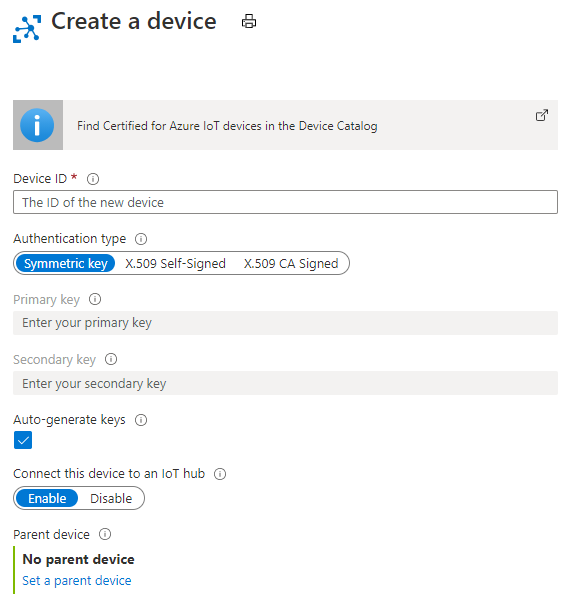 Create a device
Find Certified for Azure IoT devices in the Device Catalog
Device ID *
The ID of the new device
Authentication type
Symmetric key X.509 Self-Signed X.509 CA Signed
Primary key
Enter your primary key
Secondary key
Enter your secondary key
Auto-generate keys
Connect this device to an IoT hub
Enable Disable
Parent device
No parent device
Set a parent device